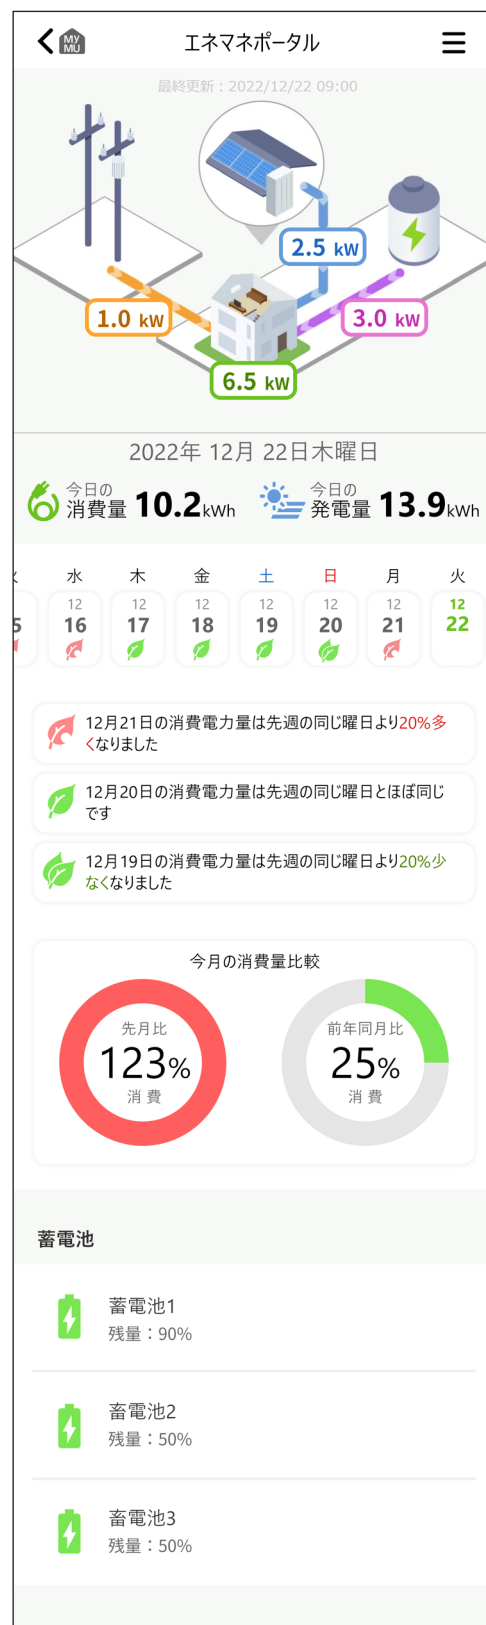 MY
MU
エネマネポータル
最終更新：2022/12/22 09:00
2.5 kW
1.0 kW
3.0 kW
6.5 kW
2022年 12月 22日木曜日
今日の
消費量 10.2kWh
今日の
発電量 13.9kWh
水 木 金 土 日 月 火
12 12 12 12 12 12 12
5 16 17 18 19 20 21 22
12月21日の消費電力量は先週の同じ曜日より20%多
くなりました
12月20日の消費電力量は先週の同じ曜日とほぼ同じ
です
12月19日の消費電力量は先週の同じ曜日より20%少
なくなりました
今月の消費量比較
先月比
123%
消 費
前年同月比
25%
消 費
蓄電池
蓄電池1
残量：90%
畜電池2
残量：50%
畜電池3
残量：50%